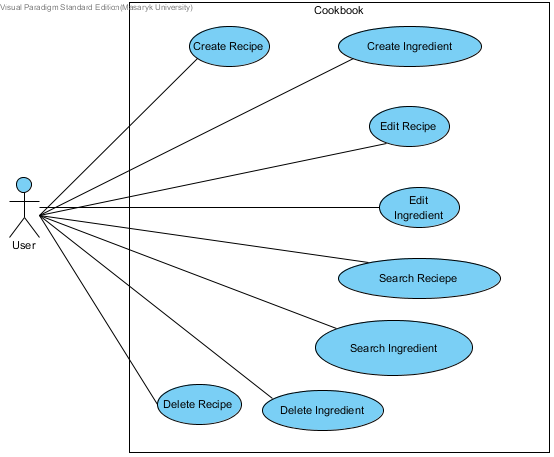 Visual Paradigm Standard Edition(Masaryk University)
Cookbook
Create Recipe
Create Ingredient
Edit Recipe
Edit
Ingredient
User
Search Reciepe
Search Ingredient
Delete Recipe
Delete Ingredient